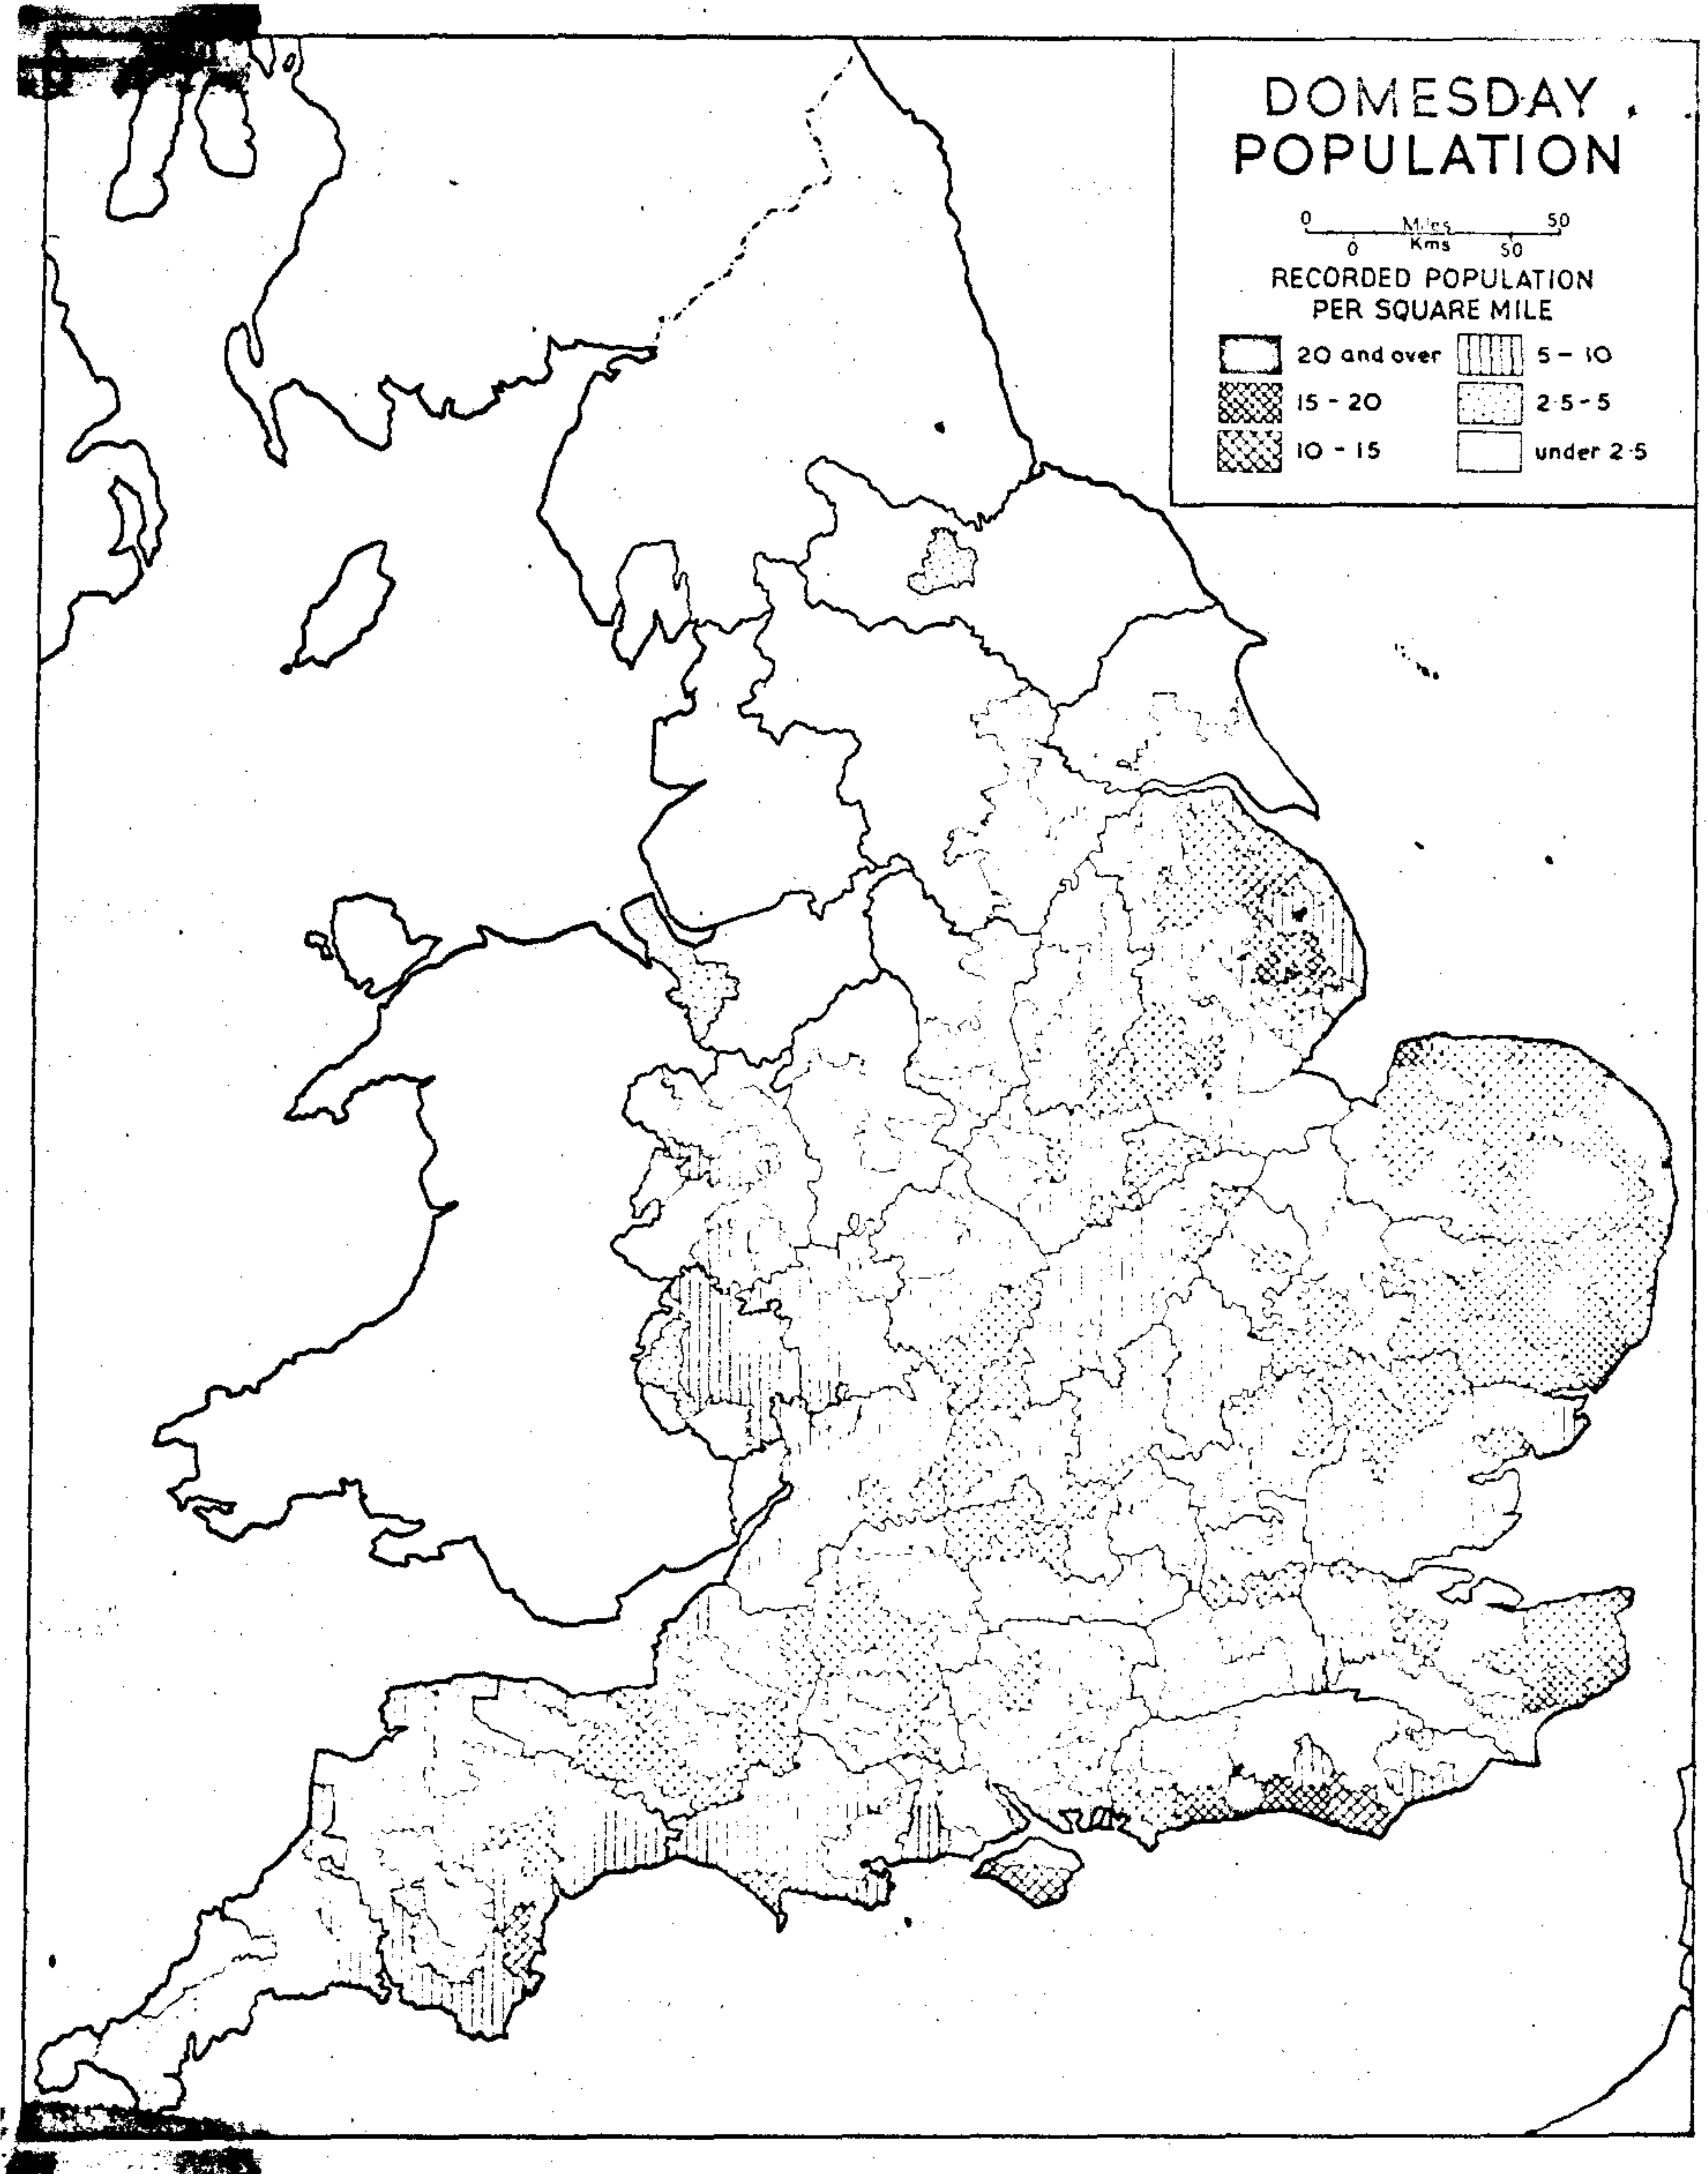 DOMESDAY
POPULATION
0 Miles 50
0 Kms 50
RECORDED POPULATION
PER SQUARE MILE
20 and over
5 - 10
15 - 20
2·5 - 5
10 - 15
under 2·5